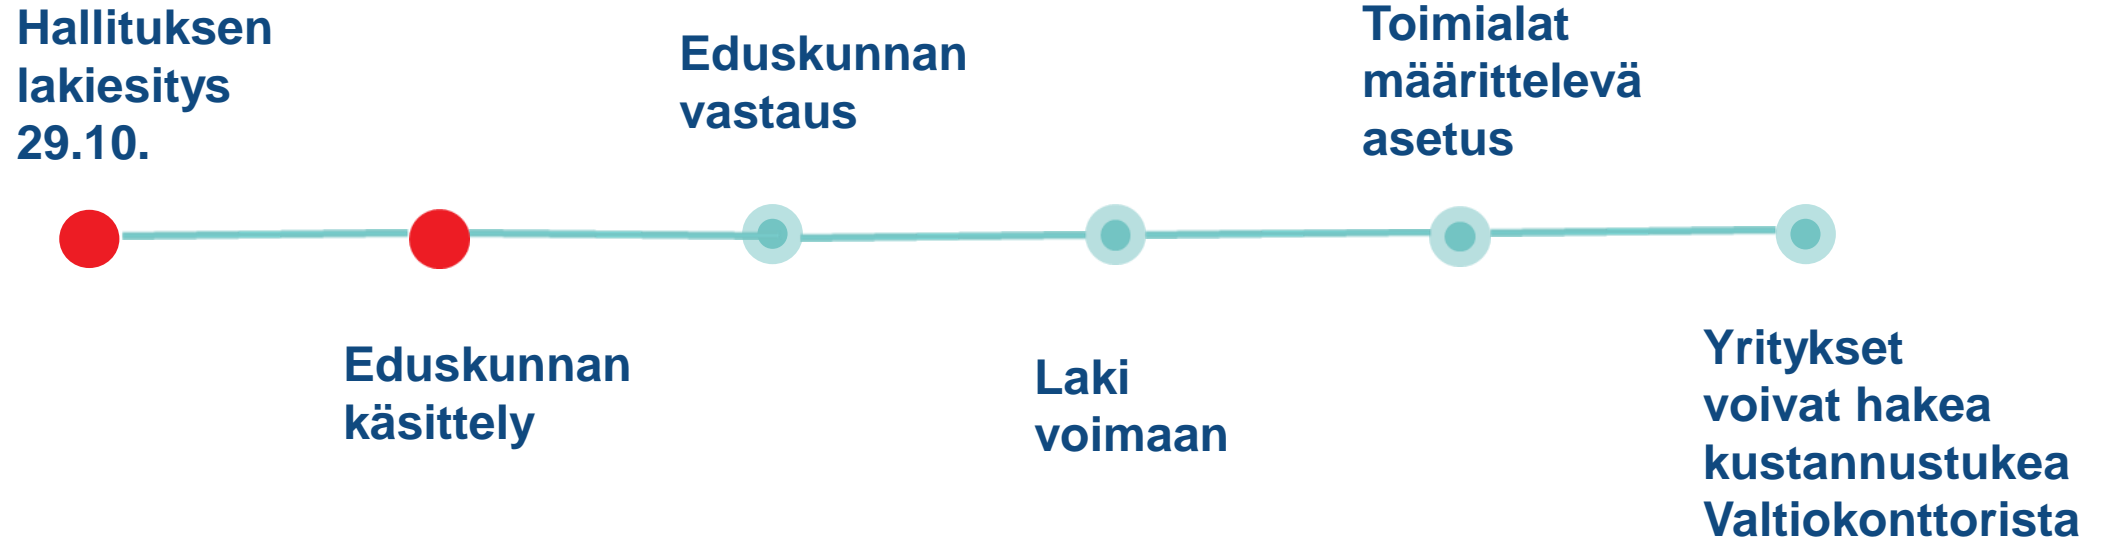 Hallituksen
lakiesitys
29.10.
Eduskunnan
käsittely
Eduskunnan
vastaus
Laki
voimaan
Toimialat
määrittelevä
asetus
Yritykset
voivat hakea
kustannustukea
Valtiokonttorista